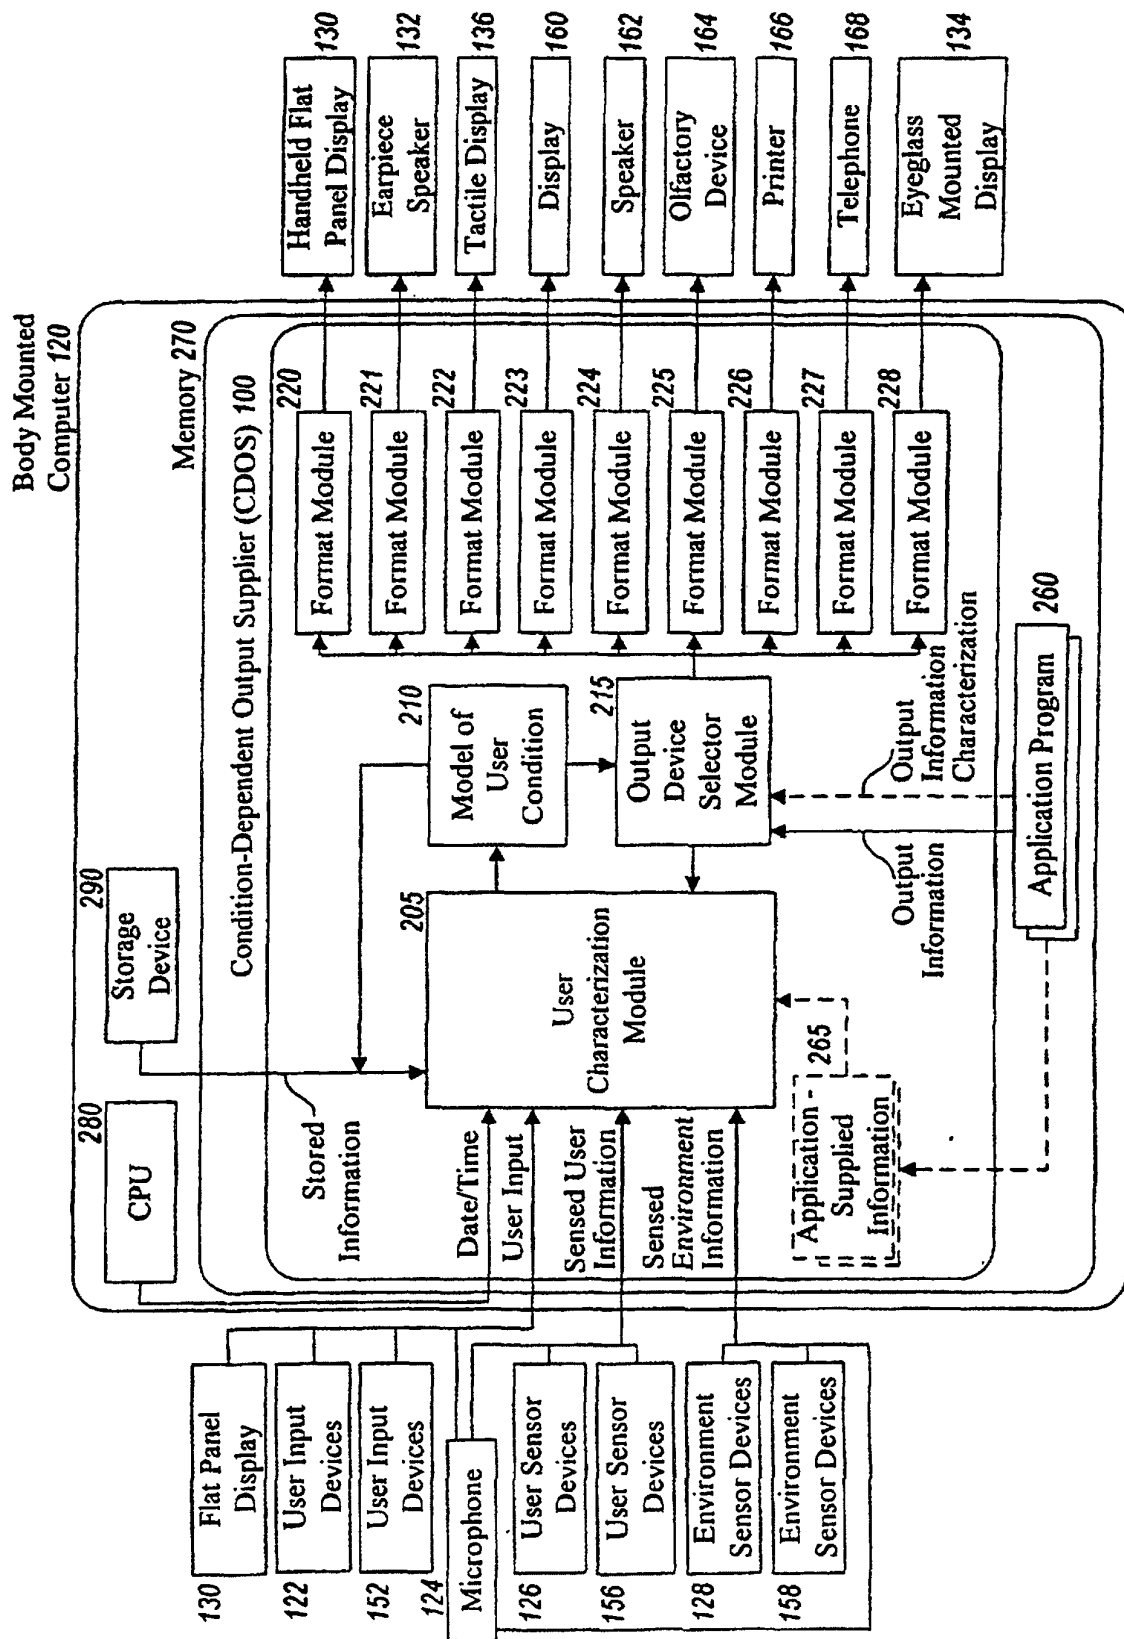 Body Mounted
Computer 120
Memory 270
Condition-Dependent Output Supplier (CDOS) 100
CPU
280
Storage
Device
290
Stored
Information
Flat Panel
Display
130
User Input
Devices
122
User Input
Devices
152
Microphone
124
User Sensor
Devices
126
User Sensor
Devices
156
Environment
Sensor Devices
128
Environment
Sensor Devices
158
Date/Time
User Input
Sensed User
Information
Sensed
Environment
Information
User
Characterization
Module
205
Model of
User
Condition
210
Output
Device
Selector
Module
215
Application-
Supplied
Information
265
Output
Information
Output
Information
Characterization
Application Program
260
Format Module
220
Format Module
221
Format Module
222
Format Module
223
Format Module
224
Format Module
225
Format Module
226
Format Module
227
Format Module
228
Handheld Flat
Panel Display
130
Earpiece
Speaker
132
Tactile Display
136
Display
160
Speaker
162
Olfactory
Device
164
Printer
166
Telephone
168
Eyeglass
Mounted
Display
134